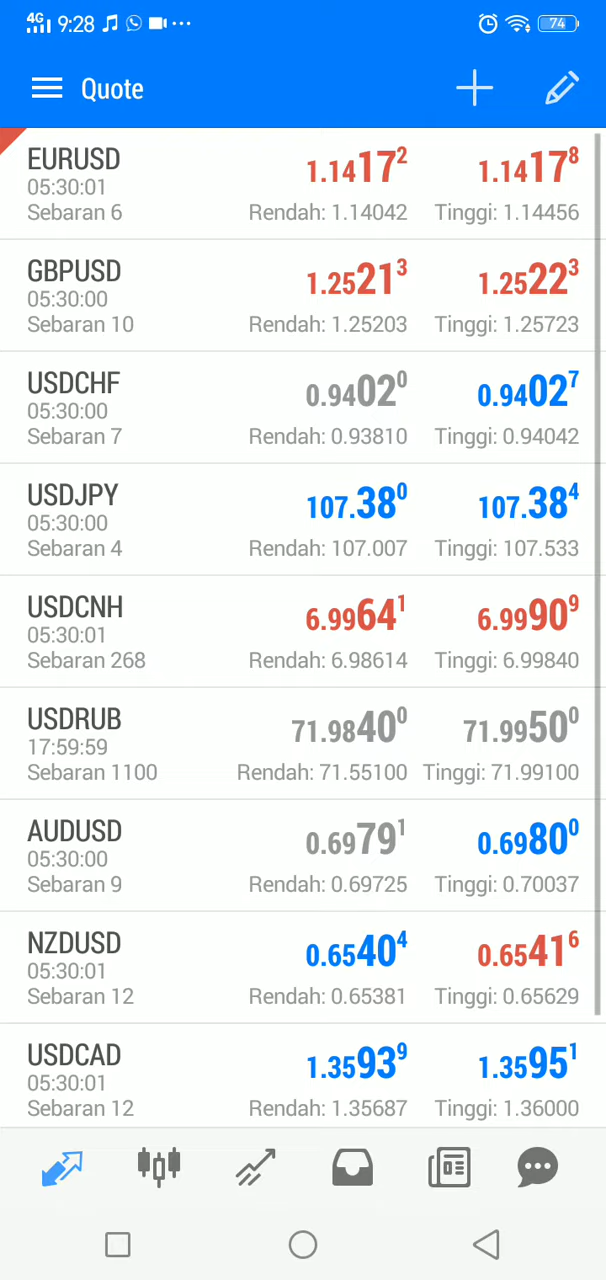 4G 9:28 74
Quote
EURUSD
05:30:01
Sebaran 6
1.14172 1.14178
Rendah: 1.14042 Tinggi: 1.14456
GBPUSD
05:30:00
Sebaran 10
1.25213 1.25223
Rendah: 1.25203 Tinggi: 1.25723
USDCHF
05:30:00
Sebaran 7
0.94020 0.94027
Rendah: 0.93810 Tinggi: 0.94042
USDJPY
05:30:00
Sebaran 4
107.380 107.384
Rendah: 107.007 Tinggi: 107.533
USDCNH
05:30:01
Sebaran 268
6.99641 6.99909
Rendah: 6.98614 Tinggi: 6.99840
USDRUB
17:59:59
Sebaran 1100
71.98400 71.99500
Rendah: 71.55100 Tinggi: 71.99100
AUDUSD
05:30:00
Sebaran 9
0.69791 0.69800
Rendah: 0.69725 Tinggi: 0.70037
NZDUSD
05:30:01
Sebaran 12
0.65404 0.65416
Rendah: 0.65381 Tinggi: 0.65629
USDCAD
05:30:01
Sebaran 12
1.35939 1.35951
Rendah: 1.35687 Tinggi: 1.36000